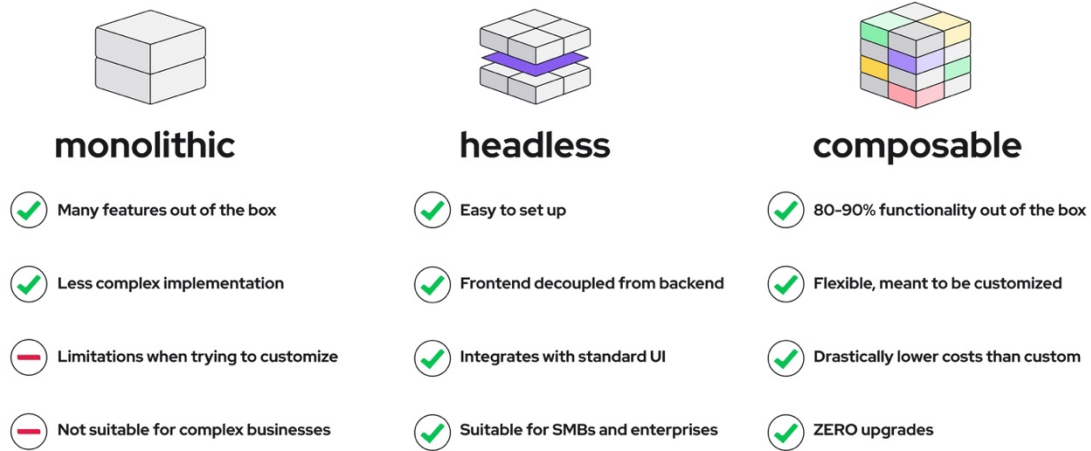 monolithic
Many features out of the box
Less complex implementation
Limitations when trying to customize
Not suitable for complex businesses
headless
Easy to set up
Frontend decoupled from backend
Integrates with standard UI
Suitable for SMBs and enterprises
composable
80-90% functionality out of the box
Flexible, meant to be customized
Drastically lower costs than custom
ZERO upgrades